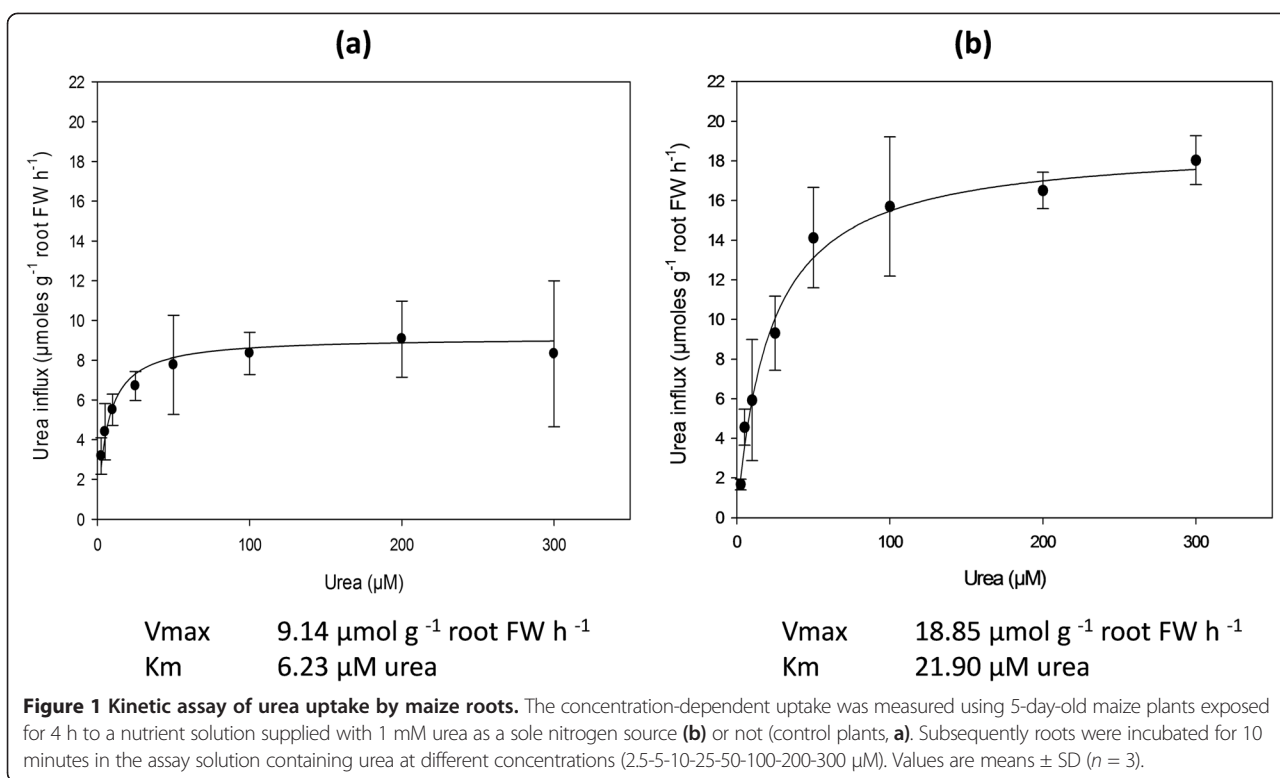 (a)
22
20
18
16
14
12
10
8
6
4
2
0
Urea influx (µmoles g⁻¹ root FW h⁻¹)
0 100 200 300
Urea (µM)
Vmax 9.14 µmol g ⁻¹ root FW h ⁻¹
Km 6.23 µM urea
(b)
22
20
18
16
14
12
10
8
6
4
2
0
Urea influx (µmoles g⁻¹ root FW h⁻¹)
0 100 200 300
Urea (µM)
Vmax 18.85 µmol g ⁻¹ root FW h ⁻¹
Km 21.90 µM urea
Figure 1 Kinetic assay of urea uptake by maize roots. The concentration-dependent uptake was measured using 5-day-old maize plants exposed
for 4 h to a nutrient solution supplied with 1 mM urea as a sole nitrogen source (b) or not (control plants, a). Subsequently roots were incubated for 10
minutes in the assay solution containing urea at different concentrations (2.5-5-10-25-50-100-200-300 µM). Values are means ± SD (n = 3).